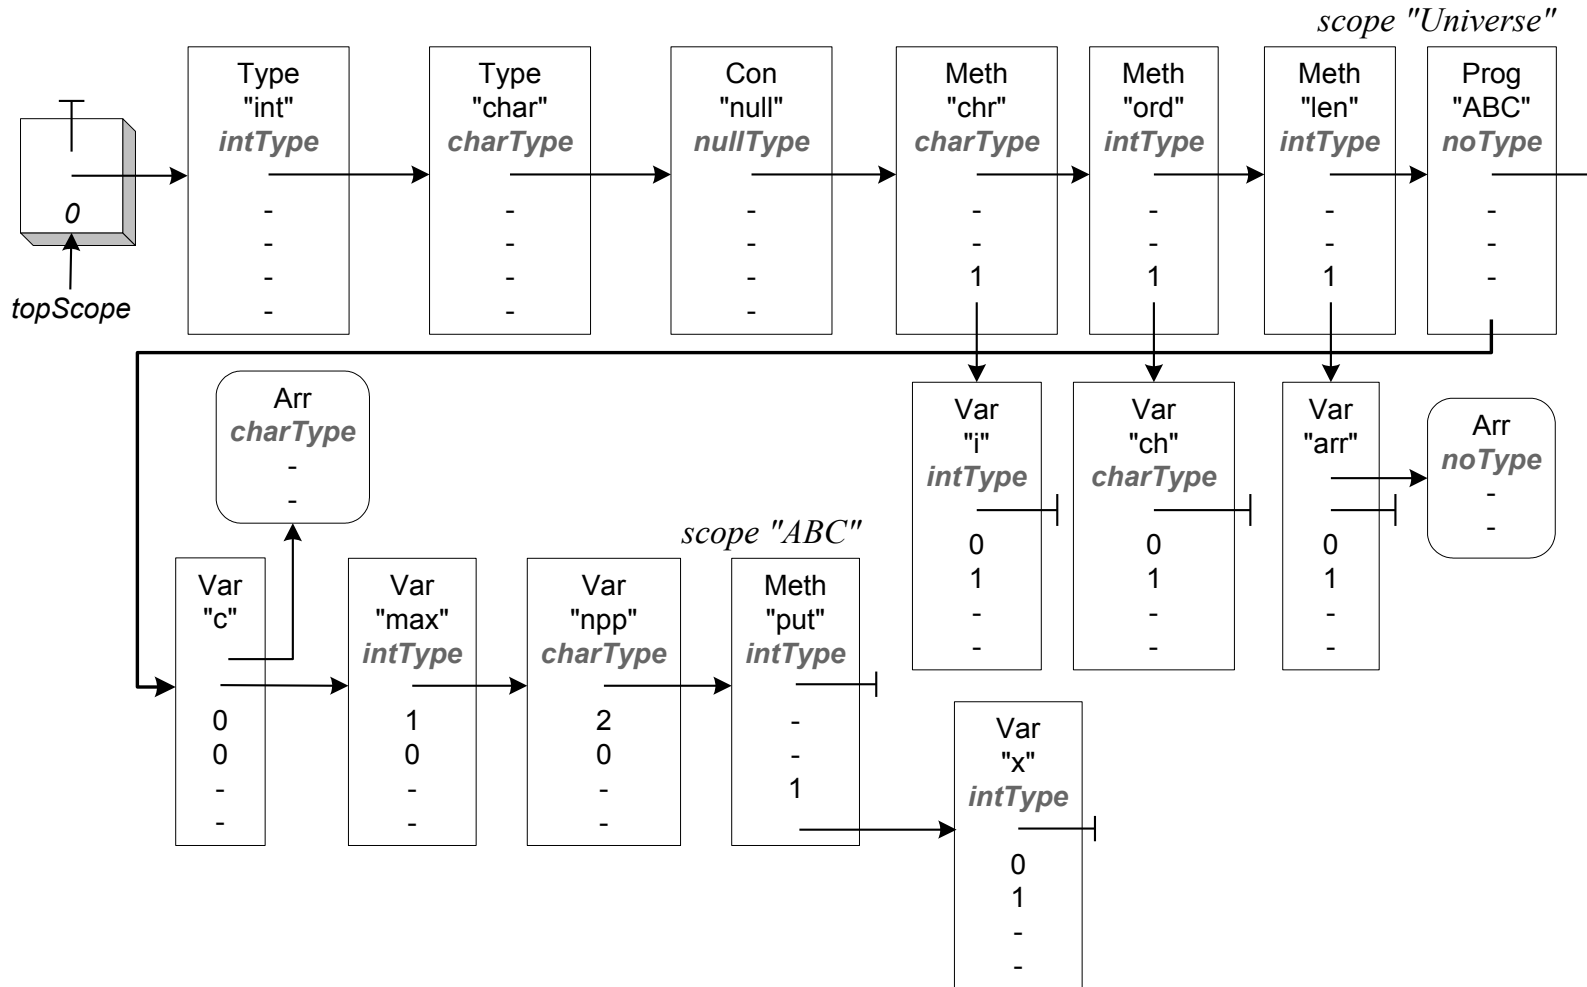 scope "Universe"
Type
"int"
intType
-
-
-
-
Type
"char"
charType
-
-
-
-
Con
"null"
nullType
-
-
-
-
Meth
"chr"
charType
-
-
1
Meth
"ord"
intType
-
-
1
Meth
"len"
intType
-
-
1
Prog
"ABC"
noType
-
-
-
0
topScope
Arr
charType
-
-
Var
"i"
intType
0
1
-
-
Var
"ch"
charType
0
1
-
-
Var
"arr"
0
1
-
-
Arr
noType
-
-
scope "ABC"
Var
"c"
0
0
-
-
Var
"max"
intType
1
0
-
-
Var
"npp"
charType
2
0
-
-
Meth
"put"
intType
-
-
1
Var
"x"
intType
0
1
-
-